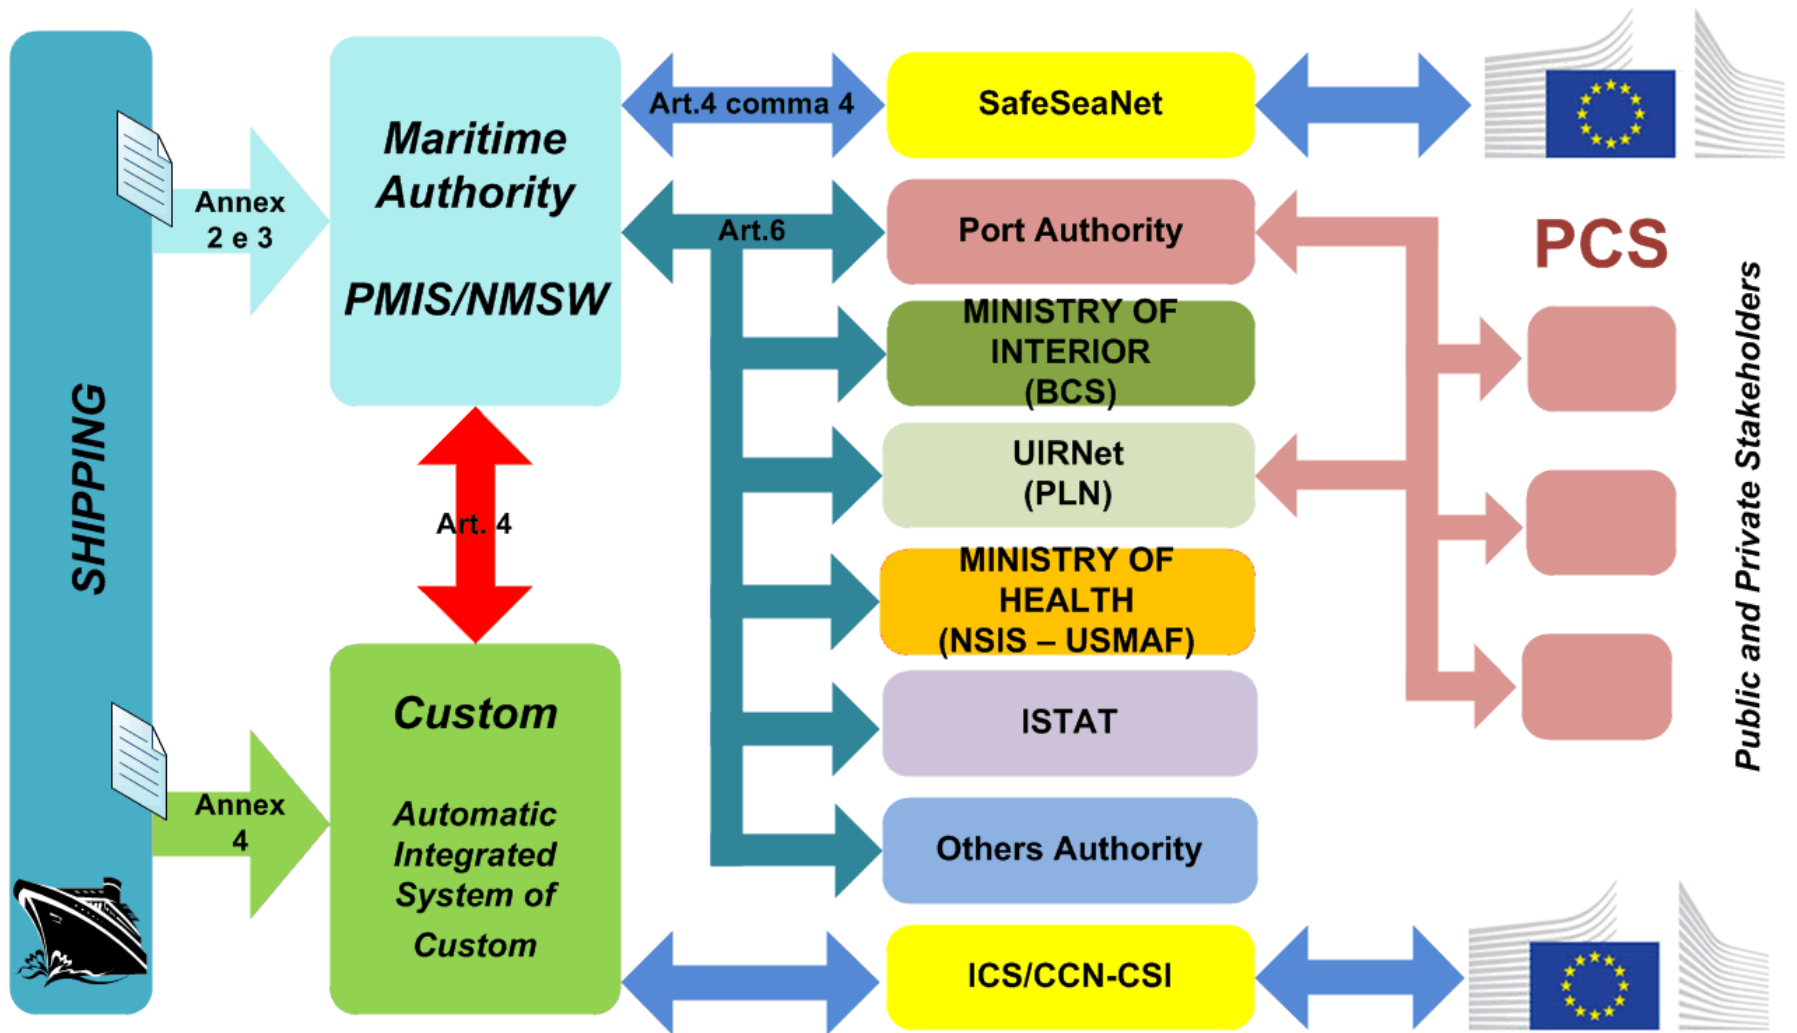 SHIPPING
Annex
2 e 3
Annex
4
Maritime
Authority
PMIS/NMSW
Art. 4
Custom
Automatic
Integrated
System of
Custom
Art.4 comma 4
Art.6
SafeSeaNet
Port Authority
MINISTRY OF
INTERIOR
(BCS)
UIRNet
(PLN)
MINISTRY OF
HEALTH
(NSIS – USMAF)
ISTAT
Others Authority
ICS/CCN-CSI
PCS
Public and Private Stakeholders